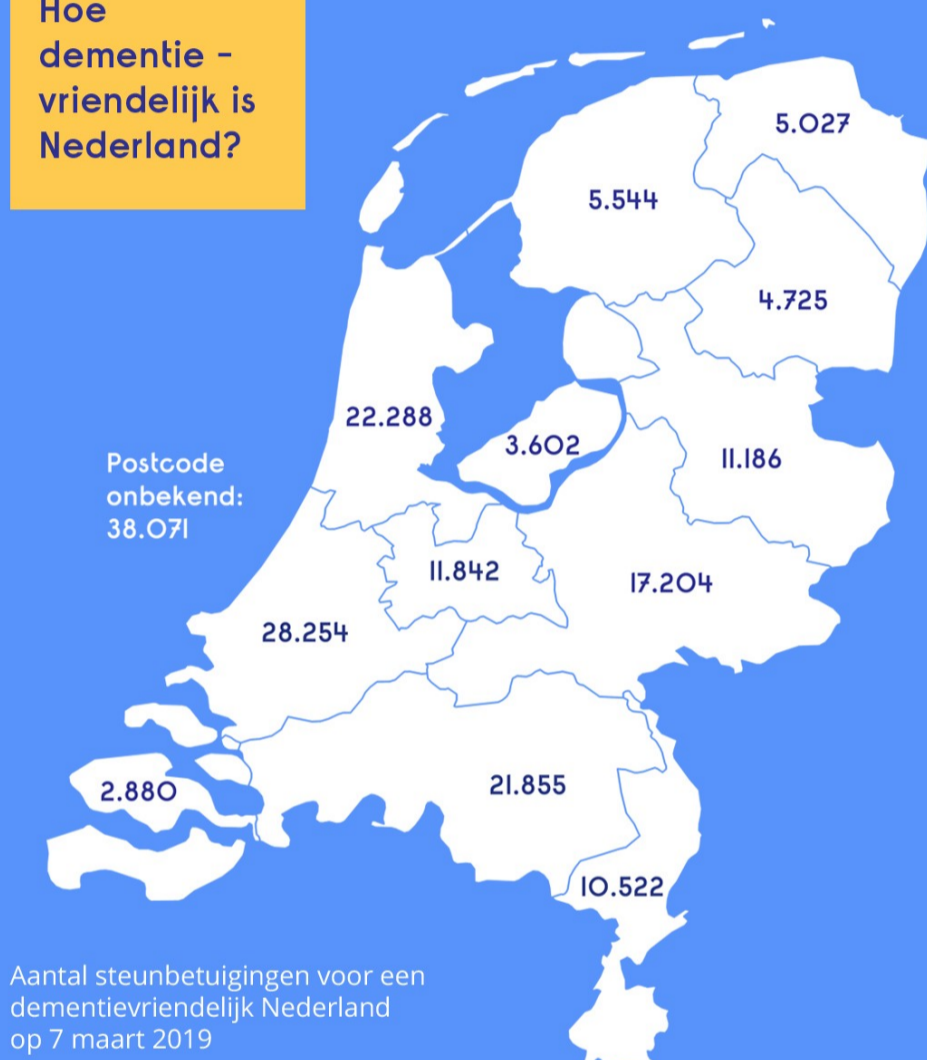 Hoe
dementie -
vriendelijk is
Nederland?
5.027
5.544
4.725
22.288
3.602
11.186
Postcode
onbekend:
38.071
11.842
17.204
28.254
21.855
2.880
10.522
Aantal steunbetuigingen voor een
dementievriendelijk Nederland
op 7 maart 2019